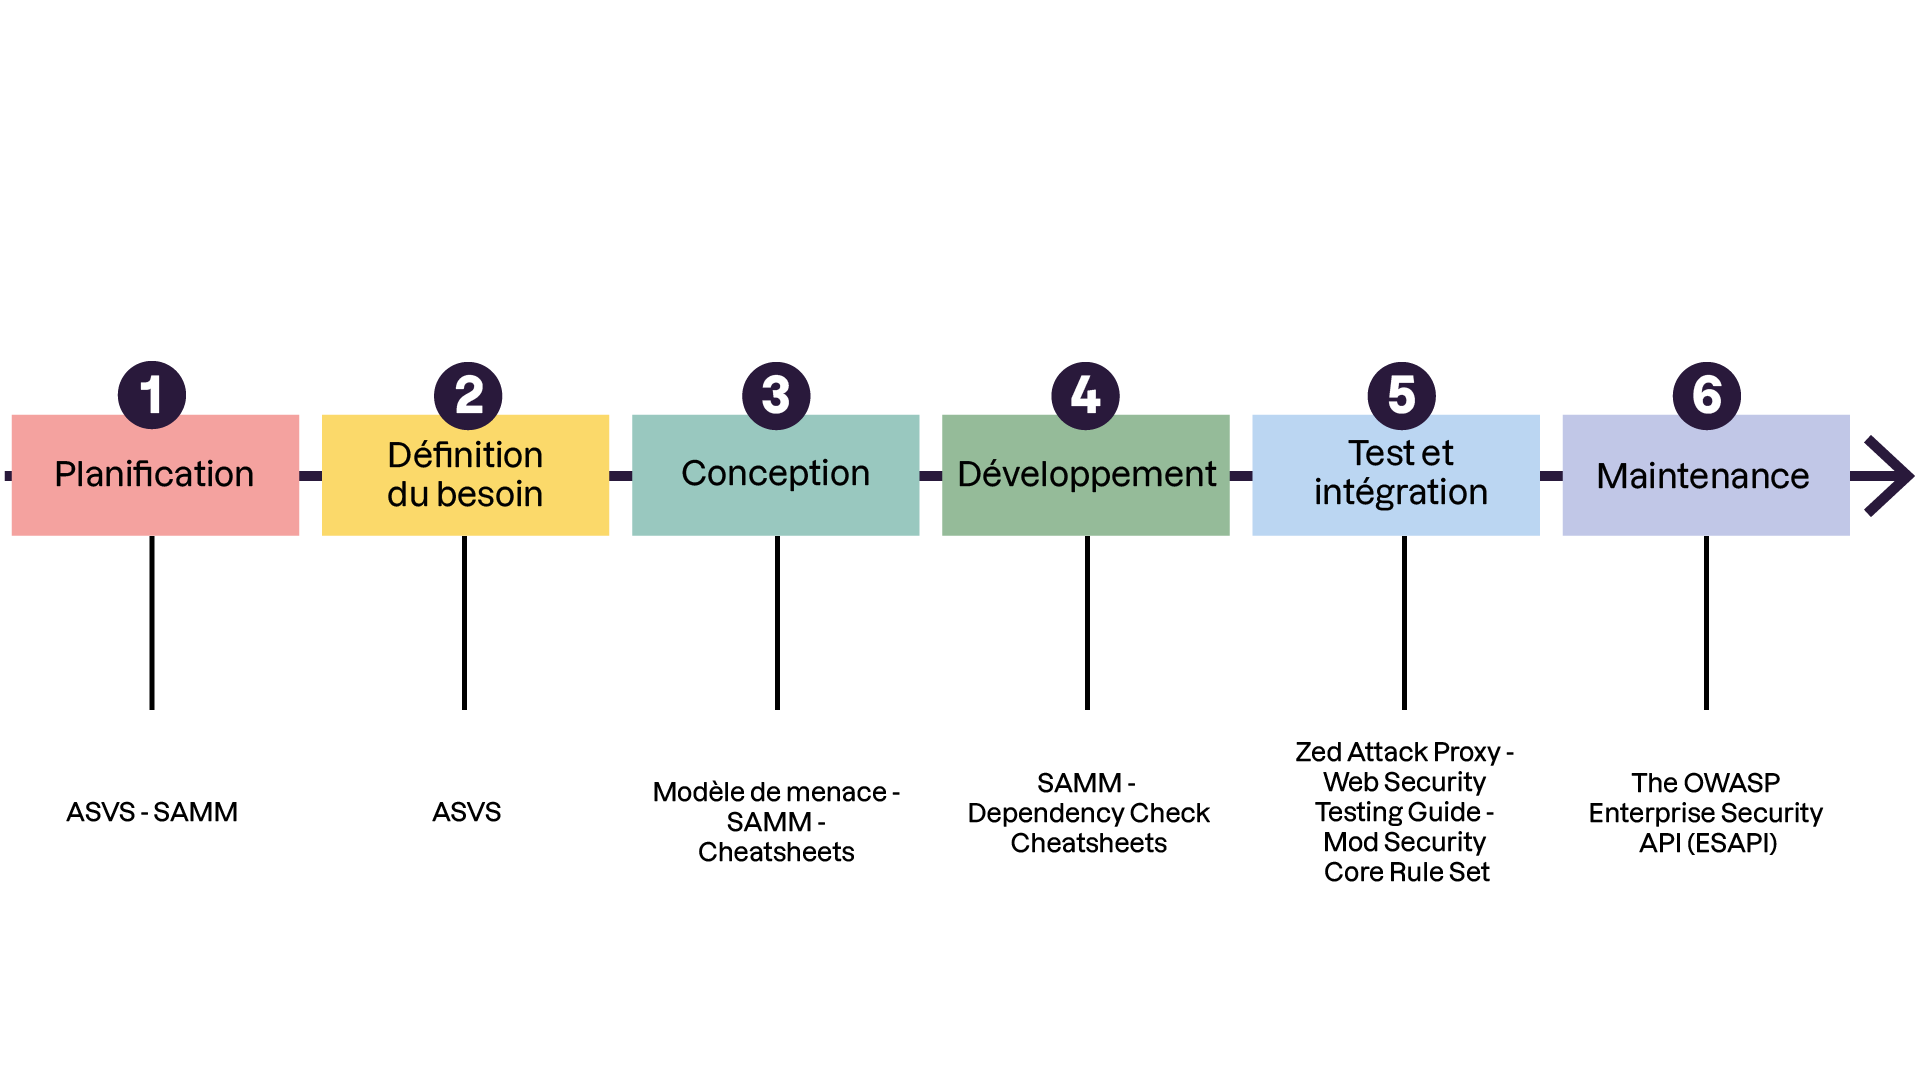 1
Planification
ASVS - SAMM
2
Définition
du besoin
ASVS
3
Conception
Modèle de menace -
SAMM -
Cheatsheets
4
Développement
SAMM -
Dependency Check
Cheatsheets
5
Test et
intégration
Zed Attack Proxy -
Web Security
Testing Guide -
Mod Security
Core Rule Set
6
Maintenance
The OWASP
Enterprise Security
API (ESAPI)